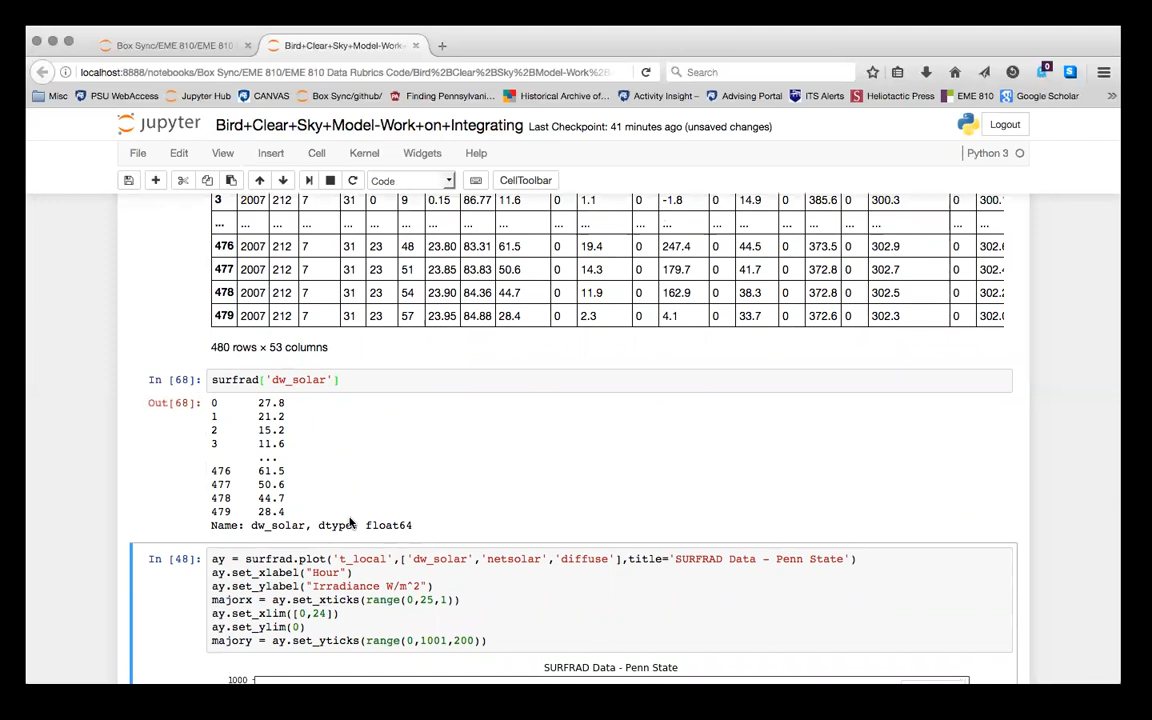 Box Sync/EME 810/EME 810 × Bird+Clear+Sky+Model-Work- × +
localhost:8888/notebooks/Box Sync/EME 810/EME 810 Data Rubrics Code/Bird%2BClear%2BSky%2BModel-Work%2B Search 0
Misc PSU WebAccess Jupyter Hub CANVAS Box Sync/github/ Finding Pennsylvani... Historical Archive of... Activity Insight – ... Advising Portal ITS Alerts Heliotactic Press EME 810 Google Scholar »
jupyter Bird+Clear+Sky+Model-Work+on+Integrating Last Checkpoint: 41 minutes ago (unsaved changes) Logout
File Edit View Insert Cell Kernel Widgets Help Python 3
Code CellToolbar
3 2007 212 7 31 0 9 0.15 86.77 11.6 0 1.1 0 -1.8 0 14.9 0 385.6 0 300.3 0 300.
... ... ... ... ... ... ... ... ... ... ... ... ... ... ... ... ... ... ... ... ... ...
476 2007 212 7 31 23 48 23.80 83.31 61.5 0 19.4 0 247.4 0 44.5 0 373.5 0 302.9 0 302.6
477 2007 212 7 31 23 51 23.85 83.83 50.6 0 14.3 0 179.7 0 41.7 0 372.8 0 302.7 0 302.4
478 2007 212 7 31 23 54 23.90 84.36 44.7 0 11.9 0 162.9 0 38.3 0 372.8 0 302.5 0 302.2
479 2007 212 7 31 23 57 23.95 84.88 28.4 0 2.3 0 4.1 0 33.7 0 372.6 0 302.3 0 302.0
480 rows × 53 columns
In [68]: surfrad['dw_solar']
Out[68]: 0 27.8
1 21.2
2 15.2
3 11.6
...
476 61.5
477 50.6
478 44.7
479 28.4
Name: dw_solar, dtype: float64
In [48]: ay = surfrad.plot('t_local',['dw_solar','netsolar','diffuse'],title='SURFRAD Data - Penn State')
ay.set_xlabel("Hour")
ay.set_ylabel("Irradiance W/m^2")
majorx = ay.set_xticks(range(0,25,1))
ay.set_xlim([0,24])
ay.set_ylim(0)
majory = ay.set_yticks(range(0,1001,200))
SURFRAD Data - Penn State
1000